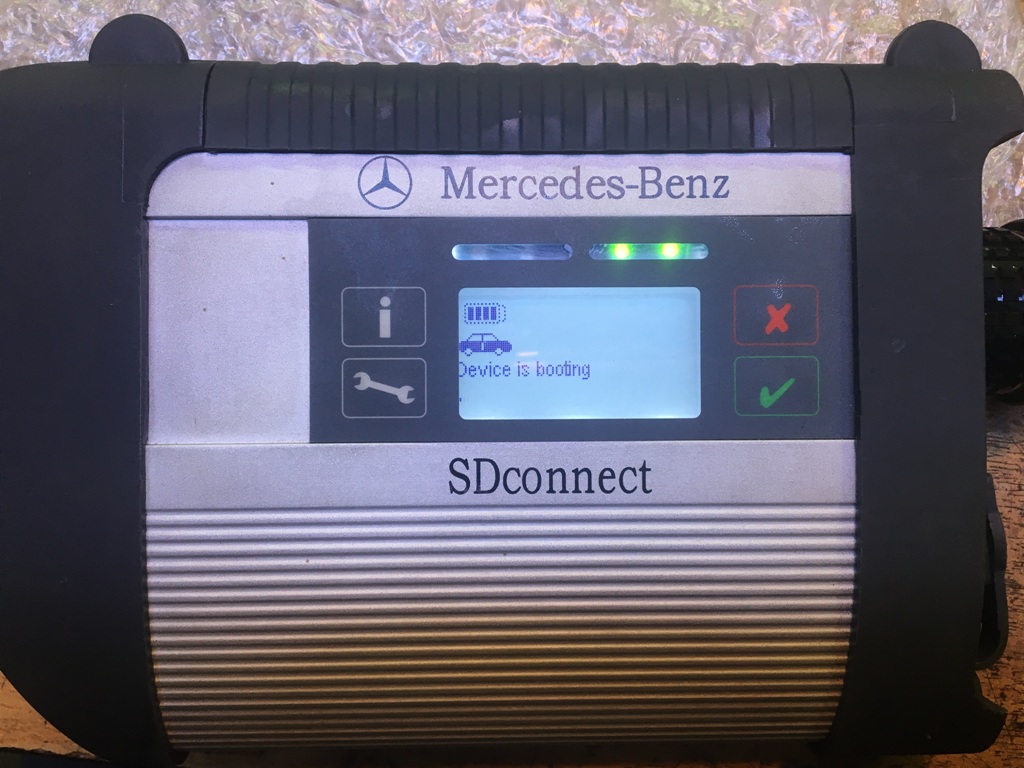 Mercedes-Benz
i
Device is booting
SDconnect